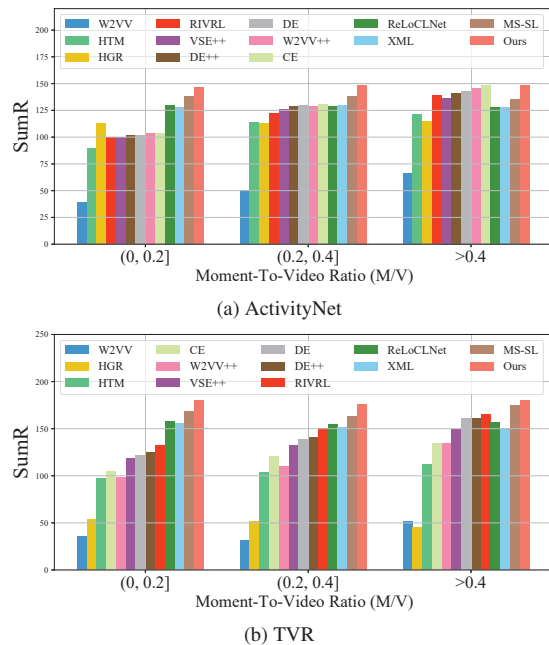 W2VV RIVRL DE ReLoCLNet MS-SL
HTM VSE++ W2VV++ XML Ours
HGR DE++ CE
SumR
200
175
150
125
100
75
50
25
0
(0, 0.2] (0.2, 0.4] >0.4
Moment-To-Video Ratio (M/V)
(a) ActivityNet
250
W2VV CE DE ReLoCLNet MS-SL
HGR W2VV++ DE++ XML Ours
HTM VSE++ RIVRL
SumR
200
150
100
50
0
(0, 0.2] (0.2, 0.4] >0.4
Moment-To-Video Ratio (M/V)
(b) TVR